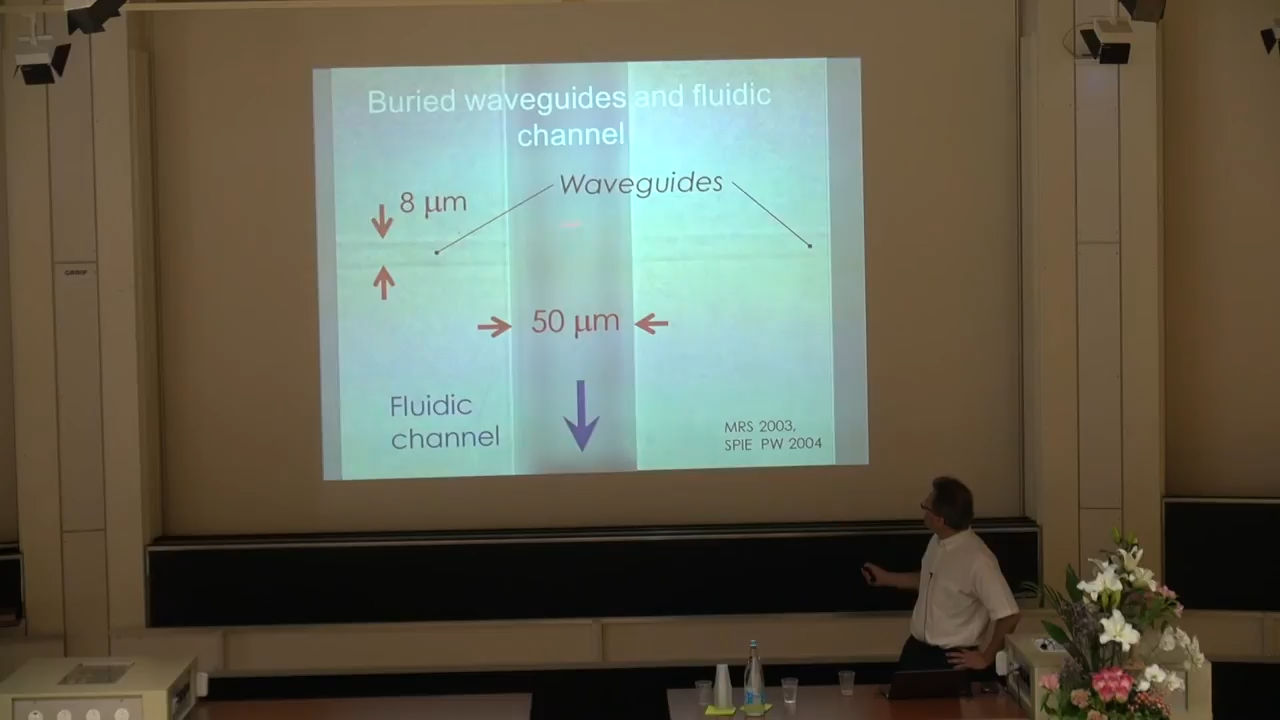 Buried waveguides and fluidic
channel
Waveguides
8 μm
50 μm
Fluidic
channel
MRS 2003,
SPIE PW 2004